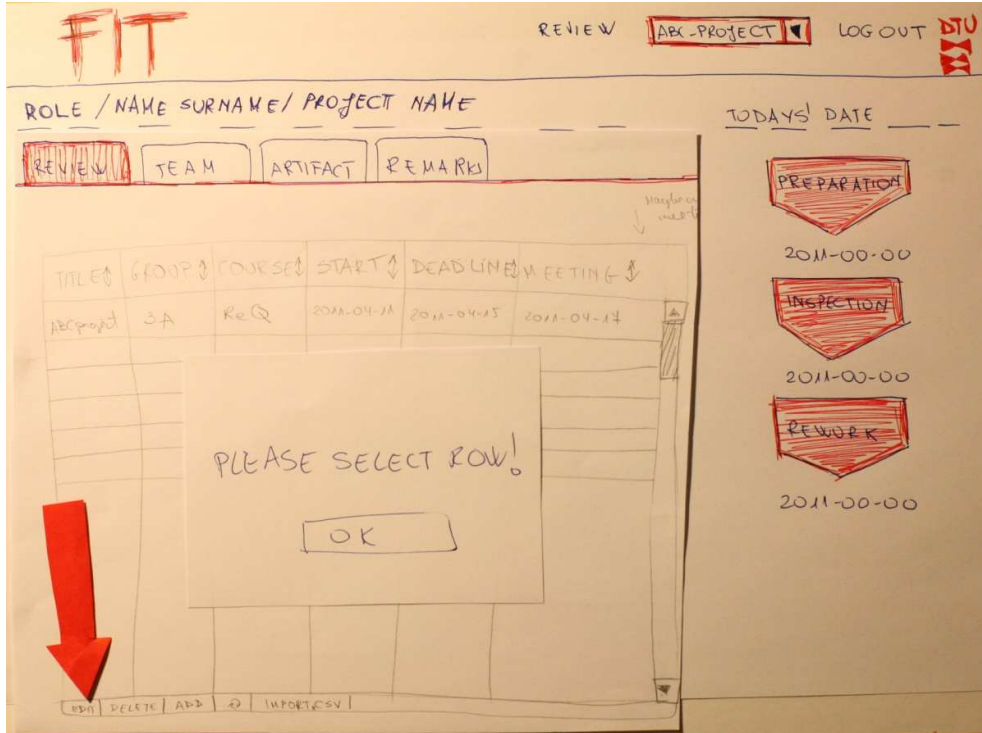 FIT
REVIEW ABC-PROJECT LOG OUT DTU
ROLE / NAME SURNAME / PROJECT NAME
TODAYS' DATE
REVIEW TEAM ARTIFACT REMARKS
PREPARATION
2011-00-00
TITLE GROUP COURSE START DEADLINE MEETING
ABCproject 3A ReQ 2011-04-11 2011-04-15 2011-04-17
INSPECTION
2011-00-00
REWORK
2011-00-00
PLEASE SELECT ROW!
OK
EDIT DELETE ADD IMPORT CSV